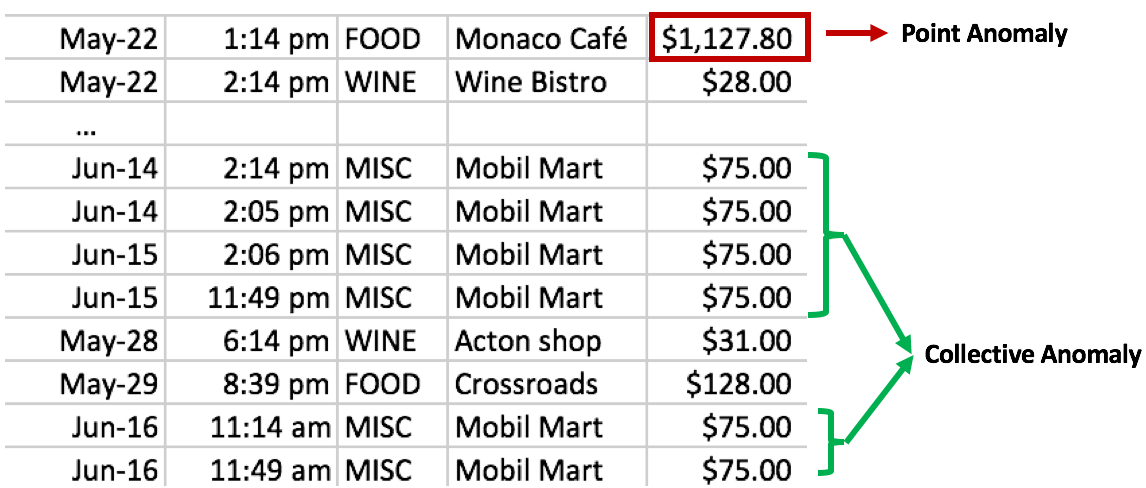 May-22 1:14 pm FOOD Monaco Café $1,127.80 Point Anomaly
May-22 2:14 pm WINE Wine Bistro $28.00
...
Jun-14 2:14 pm MISC Mobil Mart $75.00
Jun-14 2:05 pm MISC Mobil Mart $75.00
Jun-15 2:06 pm MISC Mobil Mart $75.00
Jun-15 11:49 pm MISC Mobil Mart $75.00
May-28 6:14 pm WINE Acton shop $31.00
Collective Anomaly
May-29 8:39 pm FOOD Crossroads $128.00
Jun-16 11:14 am MISC Mobil Mart $75.00
Jun-16 11:49 am MISC Mobil Mart $75.00